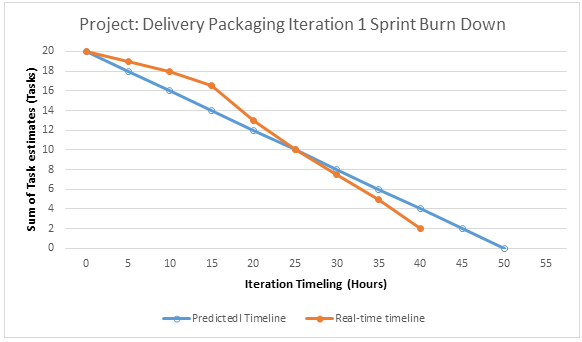 Project: Delivery Packaging Iteration 1 Sprint Burn Down
Sum of Task estimates (Tasks)
20
18
16
14
12
10
8
6
4
2
0
0 5 10 15 20 25 30 35 40 45 50 55
Iteration Timeling (Hours)
Predictedl Timeline Real-time timeline